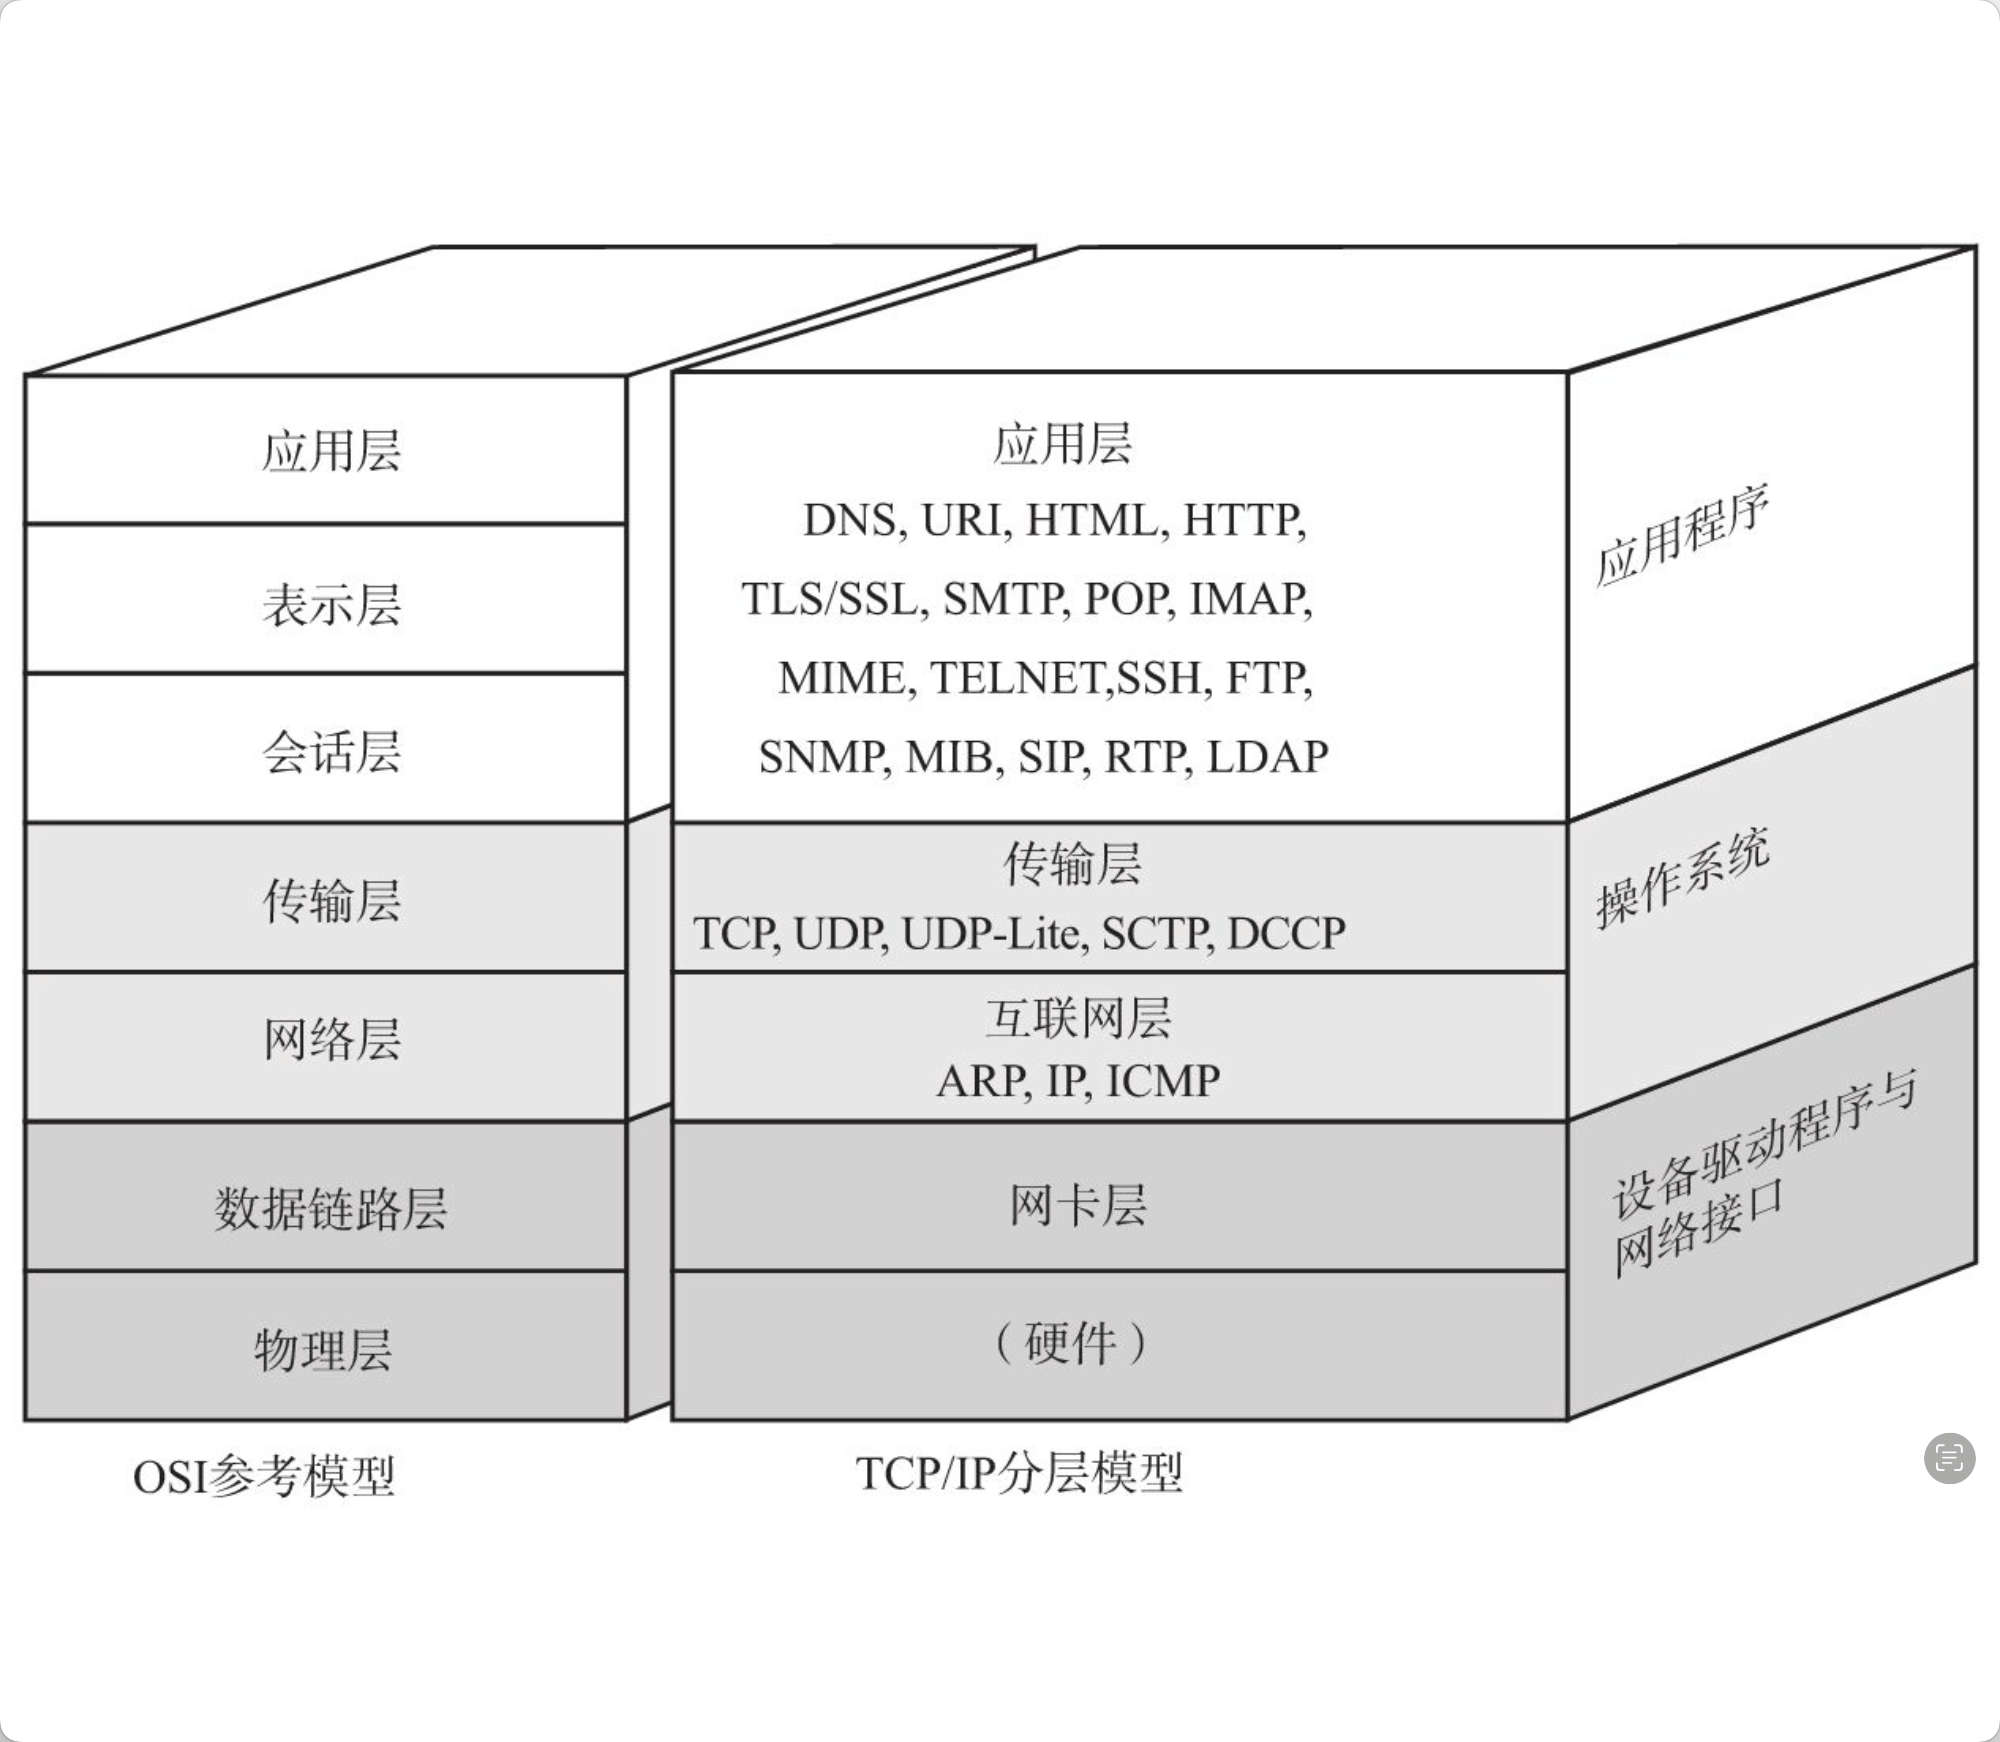 应用层
表示层
会话层
传输层
网络层
数据链路层
物理层
OSI参考模型
应用层
DNS, URI, HTML, HTTP,
TLS/SSL, SMTP, POP, IMAP,
MIME, TELNET,SSH, FTP,
SNMP, MIB, SIP, RTP, LDAP
传输层
TCP, UDP, UDP-Lite, SCTP, DCCP
互联网层
ARP, IP, ICMP
网卡层
（硬件）
TCP/IP分层模型
应用程序
操作系统
设备驱动程序与
网络接口